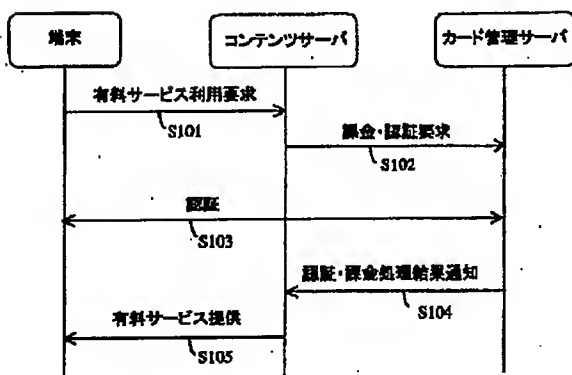 端末
コンテンツサーバ
カード管理サーバ
有料サービス利用要求
S101
課金・認証要求
S102
認証
S103
認証・課金処理結果通知
S104
有料サービス提供
S105